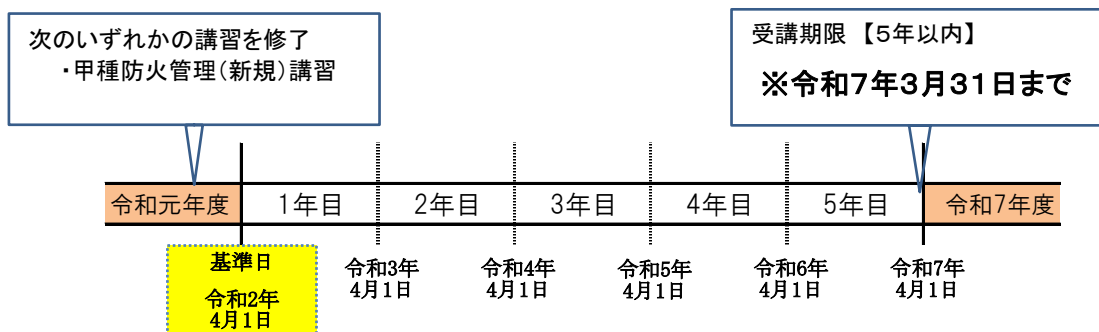 次のいずれかの講習を修了
・甲種防火管理(新規)講習
受講期限 【5年以内】
※令和7年3月31日まで
令和元年度 1年目 2年目 3年目 4年目 5年目 令和7年度
基準日
令和2年
4月1日
令和3年
4月1日
令和4年
4月1日
令和5年
4月1日
令和6年
4月1日
令和7年
4月1日